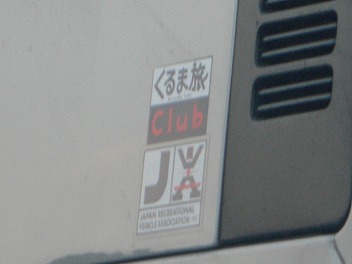 くるま旅
Club
JAPAN RECREATIONAL
VEHICLE ASSOCIATION